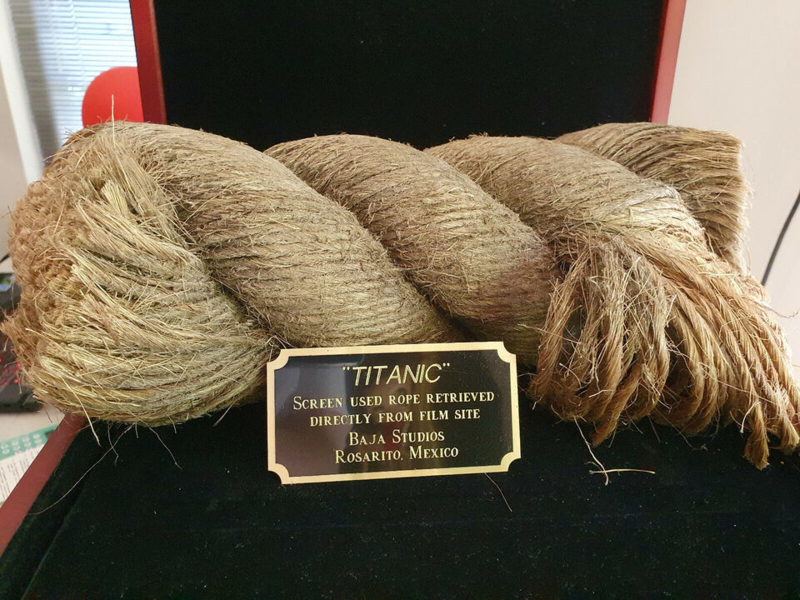 "TITANIC"
SCREEN USED ROPE RETRIEVED
DIRECTLY FROM FILM SITE
BAJA STUDIOS
ROSARITO, MEXICO